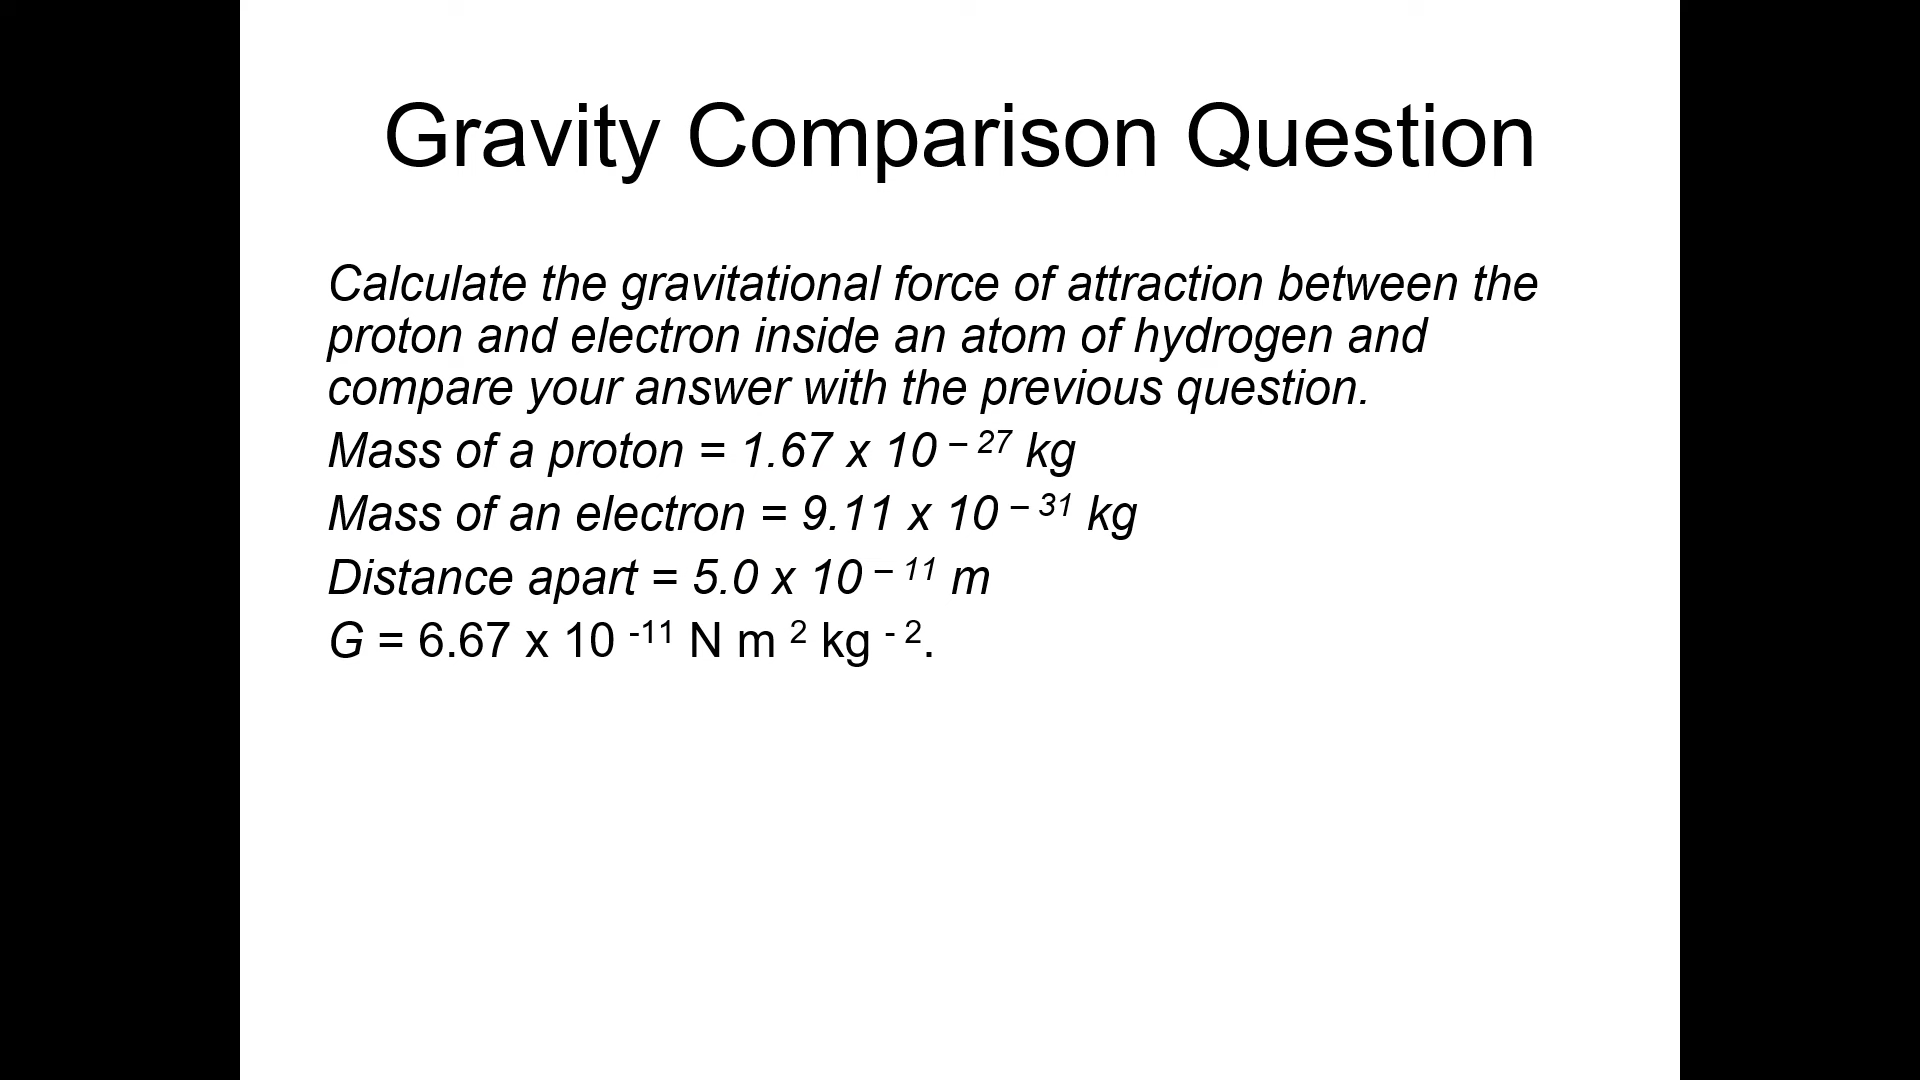 Gravity Comparison Question
Calculate the gravitational force of attraction between the
proton and electron inside an atom of hydrogen and
compare your answer with the previous question.
Mass of a proton = 1.67 x 10 – 27 kg
Mass of an electron = 9.11 x 10 – 31 kg
Distance apart = 5.0 x 10 – 11 m
G = 6.67 x 10 -11 N m 2 kg - 2.